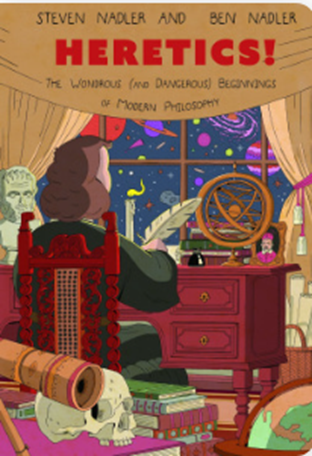 STEVEN NADLER AND BEN NADLER
HERETICS!
THE WONDROUS (AND DANGEROUS) BEGINNINGS
OF MODERN PHILOSOPHY